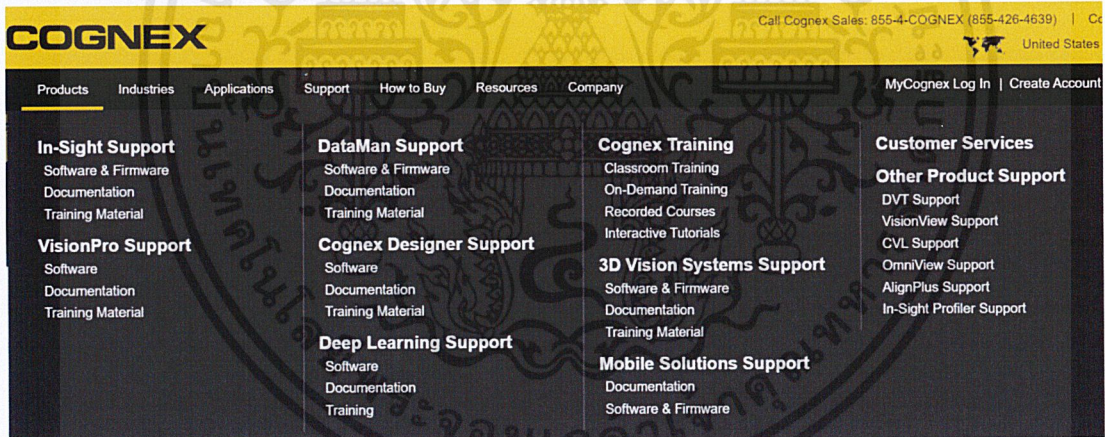 COGNEX
Call Cognex Sales: 855-4-COGNEX (855-426-4639) |
United States
Products Industries Applications Support How to Buy Resources Company
MyCognex Log In | Create Account
In-Sight Support
Software & Firmware
Documentation
Training Material
VisionPro Support
Software
Documentation
Training Material
DataMan Support
Software & Firmware
Documentation
Training Material
Cognex Designer Support
Software
Documentation
Training Material
Deep Learning Support
Software
Documentation
Training
Cognex Training
Classroom Training
On-Demand Training
Recorded Courses
Interactive Tutorials
3D Vision Systems Support
Software & Firmware
Documentation
Training Material
Mobile Solutions Support
Documentation
Software & Firmware
Customer Services
Other Product Support
DVT Support
VisionView Support
CVL Support
OmniView Support
AlignPlus Support
In-Sight Profiler Support